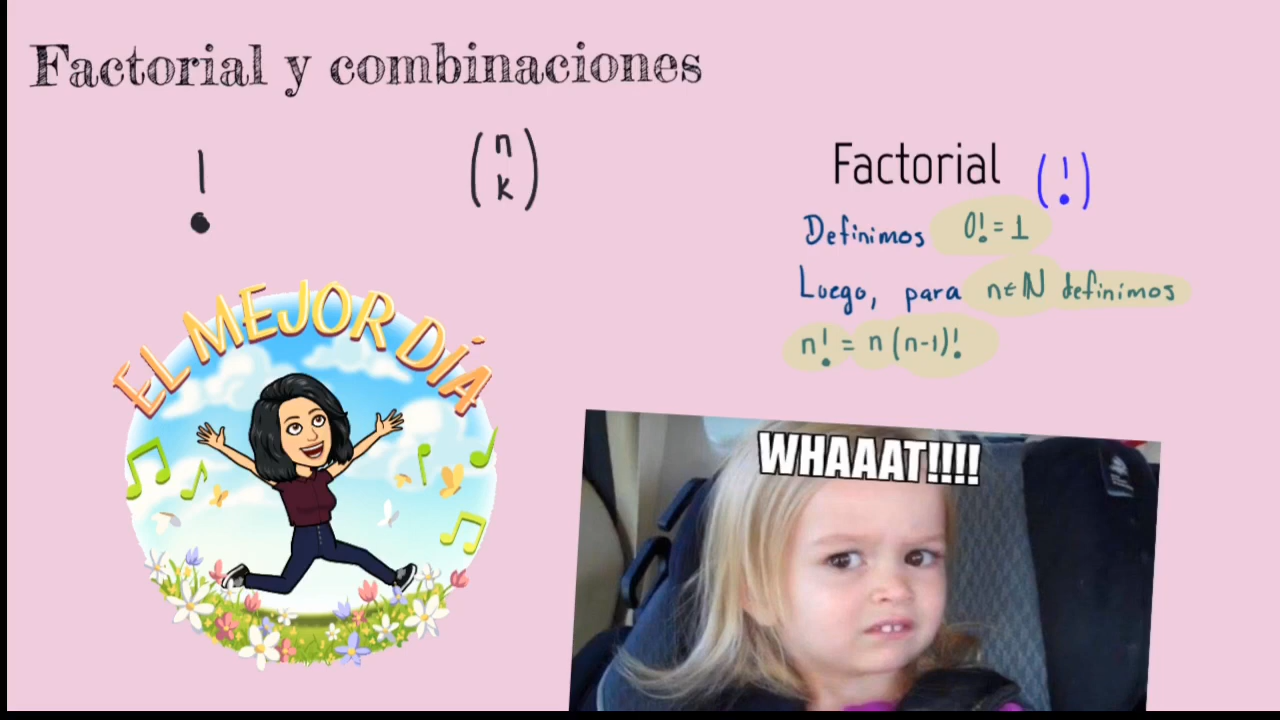 Factorial y combinaciones
!
(n k)
Factorial (!)
Definimos 0! = 1
Luego, para n∈ℕ definimos
n! = n(n-1)!
EL MEJOR DÍA
WHAAAT!!!!